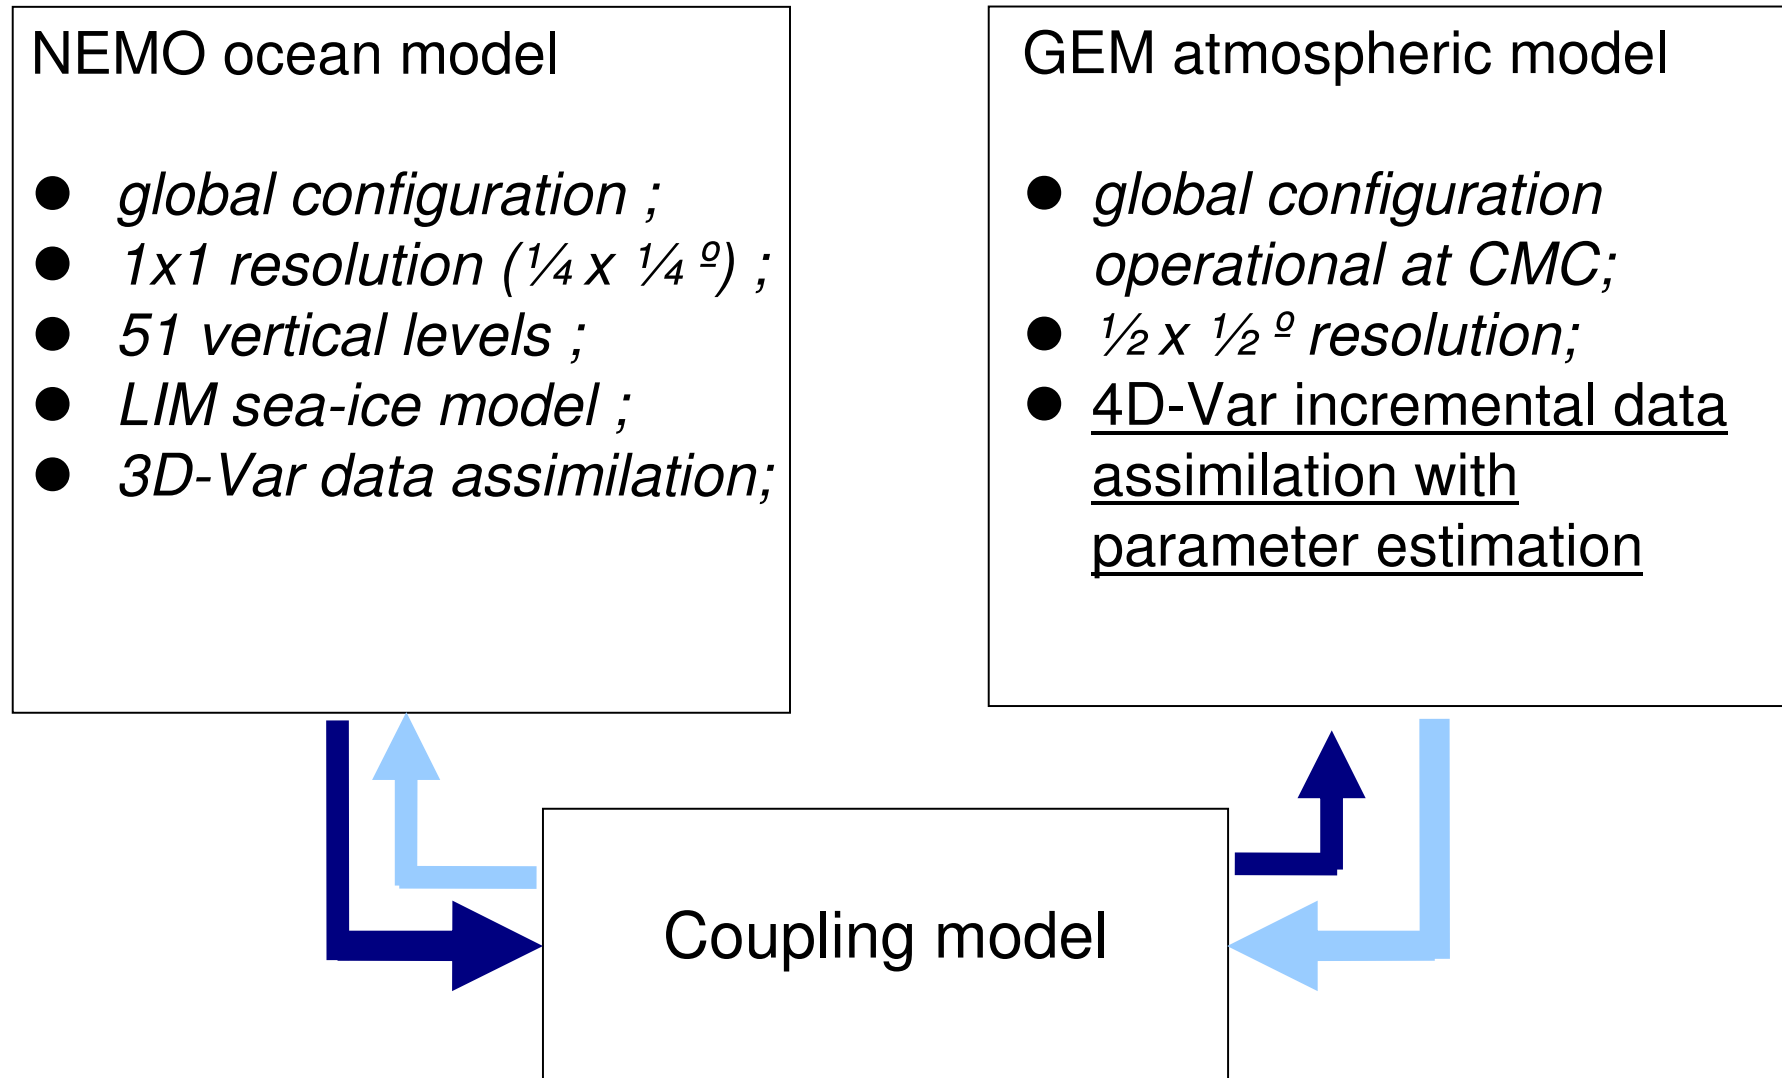 NEMO ocean model
● global configuration ;
● 1x1 resolution (¼ x ¼ º) ;
● 51 vertical levels ;
● LIM sea-ice model ;
● 3D-Var data assimilation;
GEM atmospheric model
● global configuration
operational at CMC;
● ½ x ½ º resolution;
● 4D-Var incremental data
assimilation with
parameter estimation
Coupling model